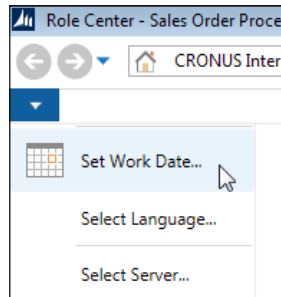 Role Center - Sales Order Proce
CRONUS Inter
Set Work Date...
Select Language...
Select Server...